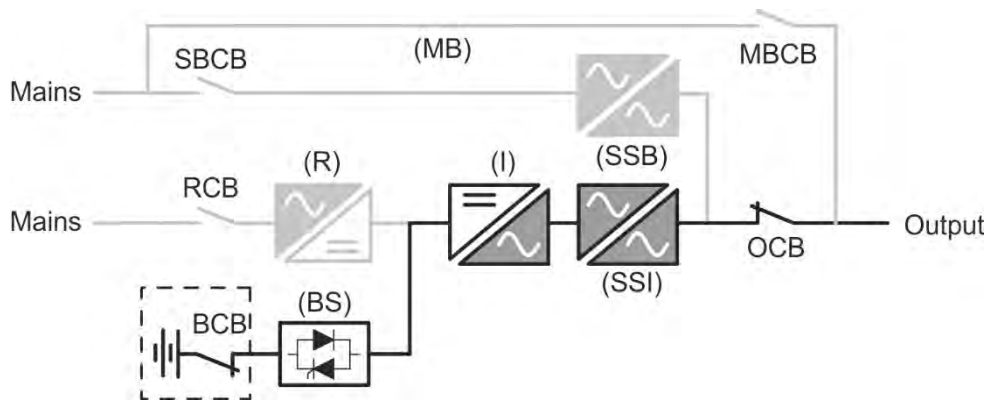 (MB)
MBCB
SBCB
Mains
(SSB)
(R)
(I)
RCB
Mains
Output
OCB
(SSI)
(BS)
BCB